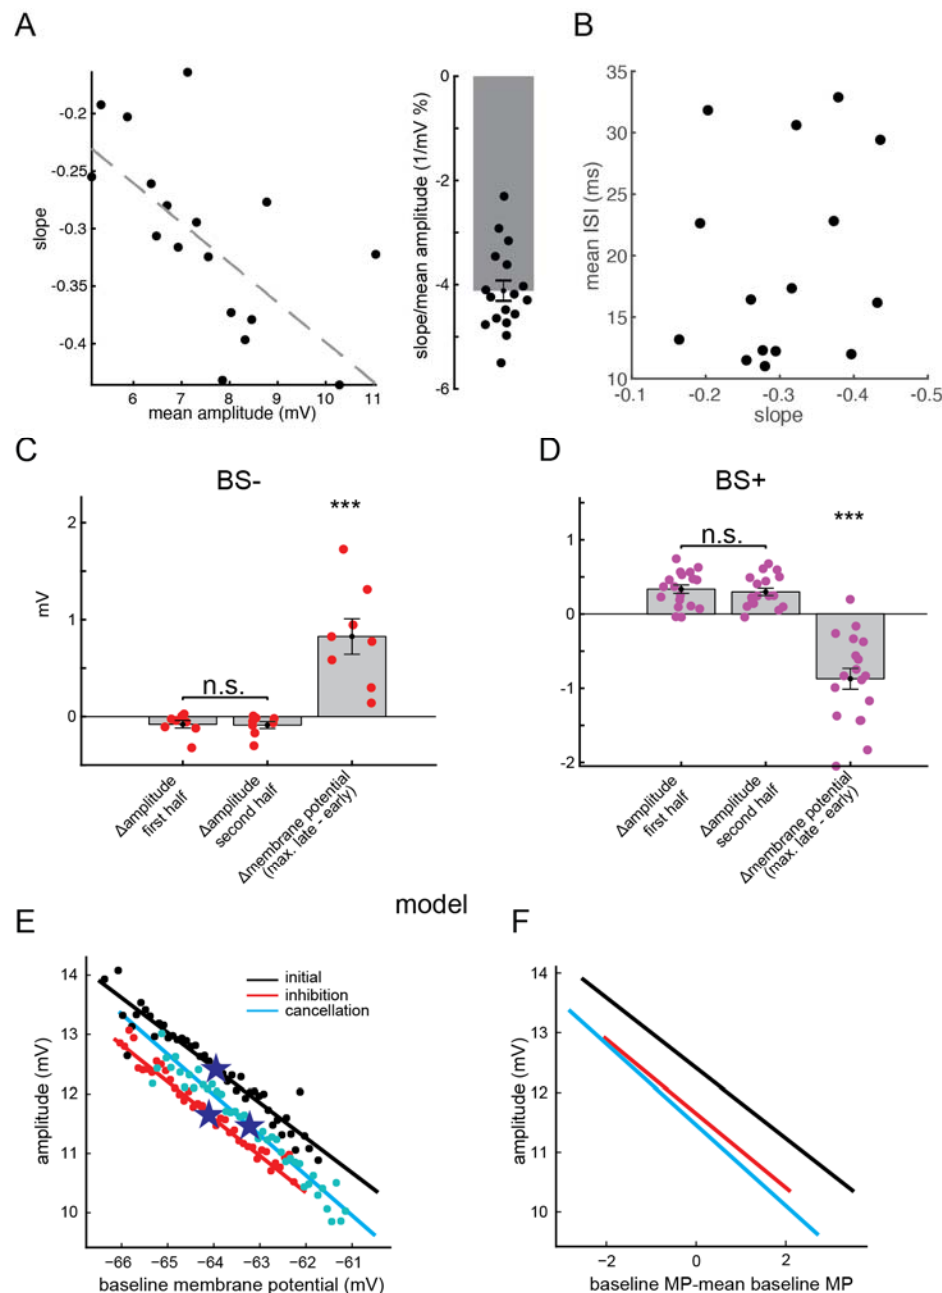 A
B
-0.2
-0.25
-0.3
-0.35
-0.4
slope
6
7
8
9
10
11
mean amplitude (mV)
0
-2
-4
-6
slope/mean amplitude (1/mV %)
35
30
25
20
15
10
mean ISI (ms)
-0.1
-0.2
-0.3
-0.4
-0.5
slope
C
D
BS-
BS+
***
n.s.
2
1
0
mV
Δamplitude
first half
Δamplitude
second half
Δmembrane potential
(max. late - early)
***
n.s.
1
0
-1
-2
Δamplitude
first half
Δamplitude
second half
Δmembrane potential
(max. late - early)
model
E
F
initial
inhibition
cancellation
14
13
12
11
10
amplitude (mV)
−66
−65
−64
−63
−62
−61
baseline membrane potential (mV)
14
13
12
11
10
amplitude (mV)
−2
0
2
4
baseline MP-mean baseline MP